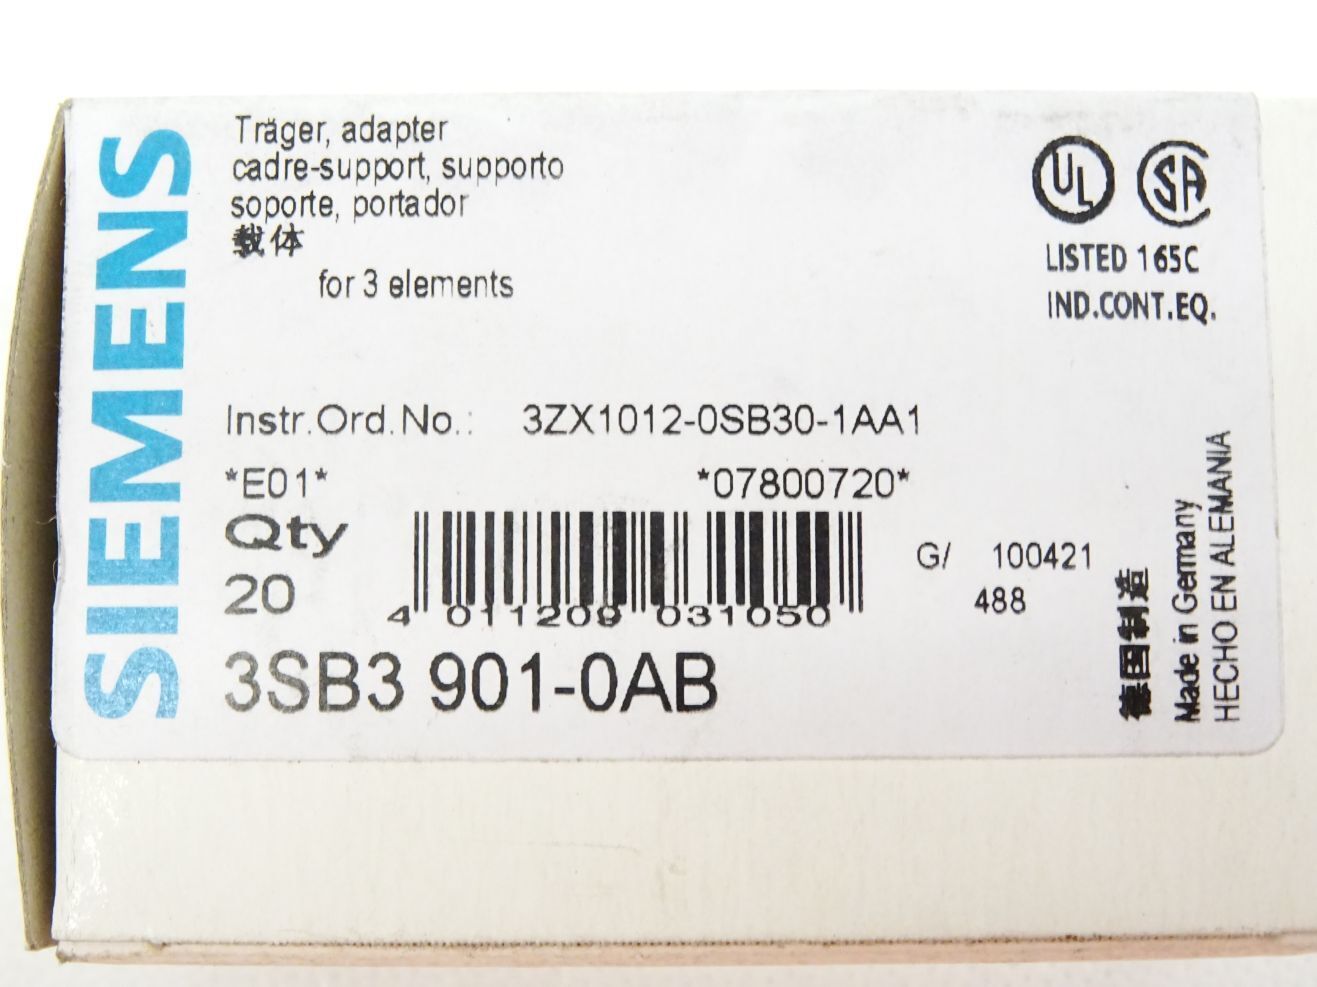 SIEMENS
Träger, adapter
cadre-support, supporto
soporte, portador
载体
for 3 elements
UL SA
LISTED 165C
IND.CONT.EQ.
Instr.Ord.No.: 3ZX1012-0SB30-1AA1
*E01* *07800720*
Qty
20
4 011209 031050
G/ 100421
488
3SB3 901-0AB
德国制造
Made in Germany
HECHO EN ALEMANIA